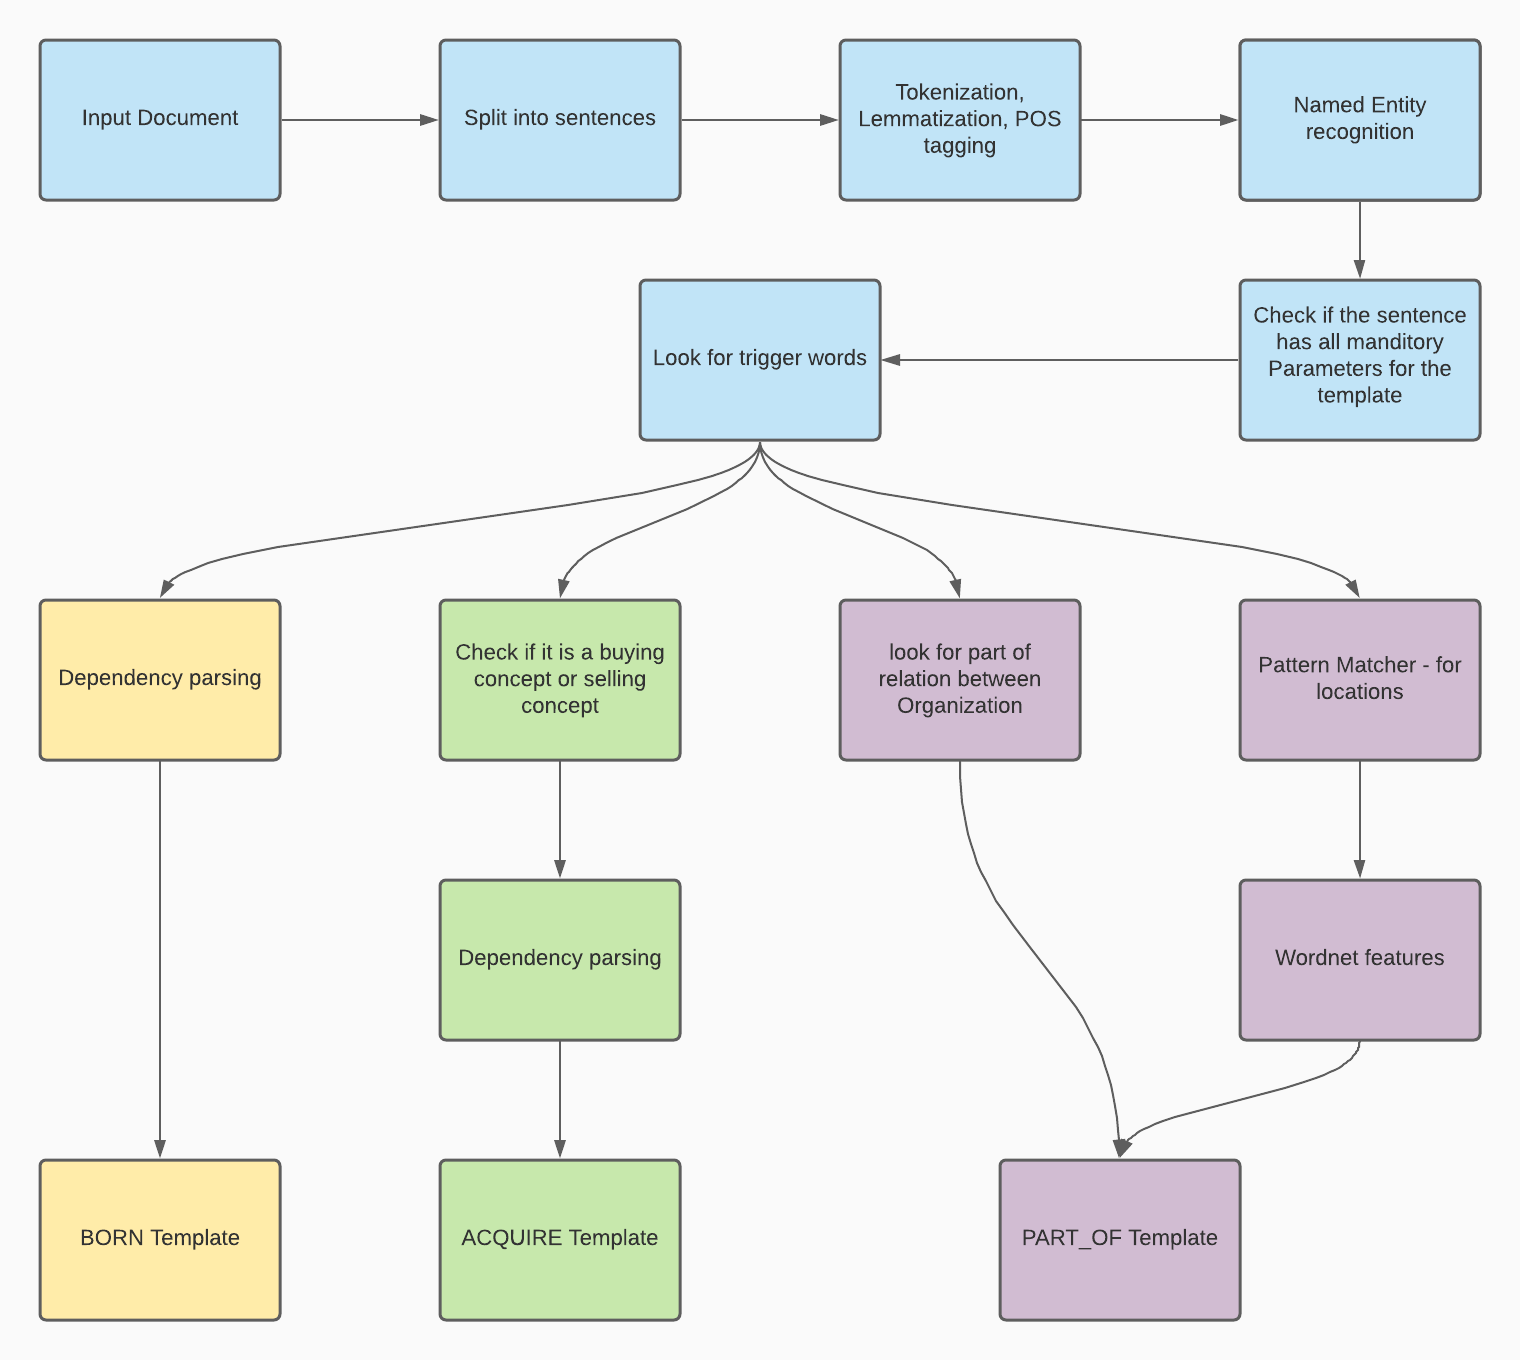 Input Document
Split into sentences
Tokenization,
Lemmatization, POS
tagging
Named Entity
recognition
Check if the sentence
has all manditory
Parameters for the
template
Look for trigger words
Dependency parsing
Check if it is a buying
concept or selling
concept
look for part of
relation between
Organization
Pattern Matcher - for
locations
Dependency parsing
Wordnet features
BORN Template
ACQUIRE Template
PART_OF Template